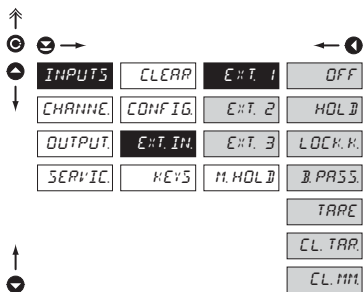 INPUTS CLEAR EXT. 1 OFF
CHANNE. CONFIG. EXT. 2 HOLD
OUTPUT. EXT. IN. EXT. 3 LOCK. K.
SERVIC. KEYS M. HOLD B. PASS.
TARE
CL. TAR.
CL. MM.